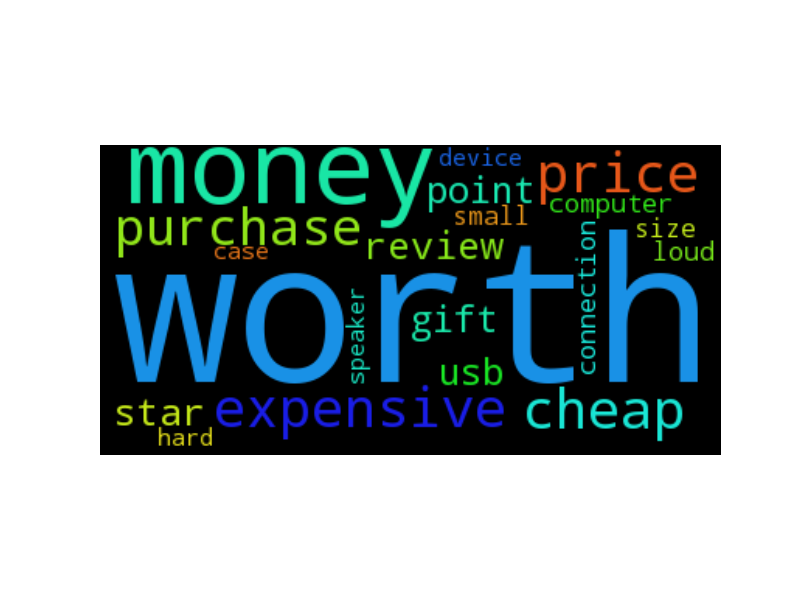 money
device
point
price
computer
small
purchase
case
review
size
loud
connection
worth
speaker
gift
usb
star
expensive
cheap
hard